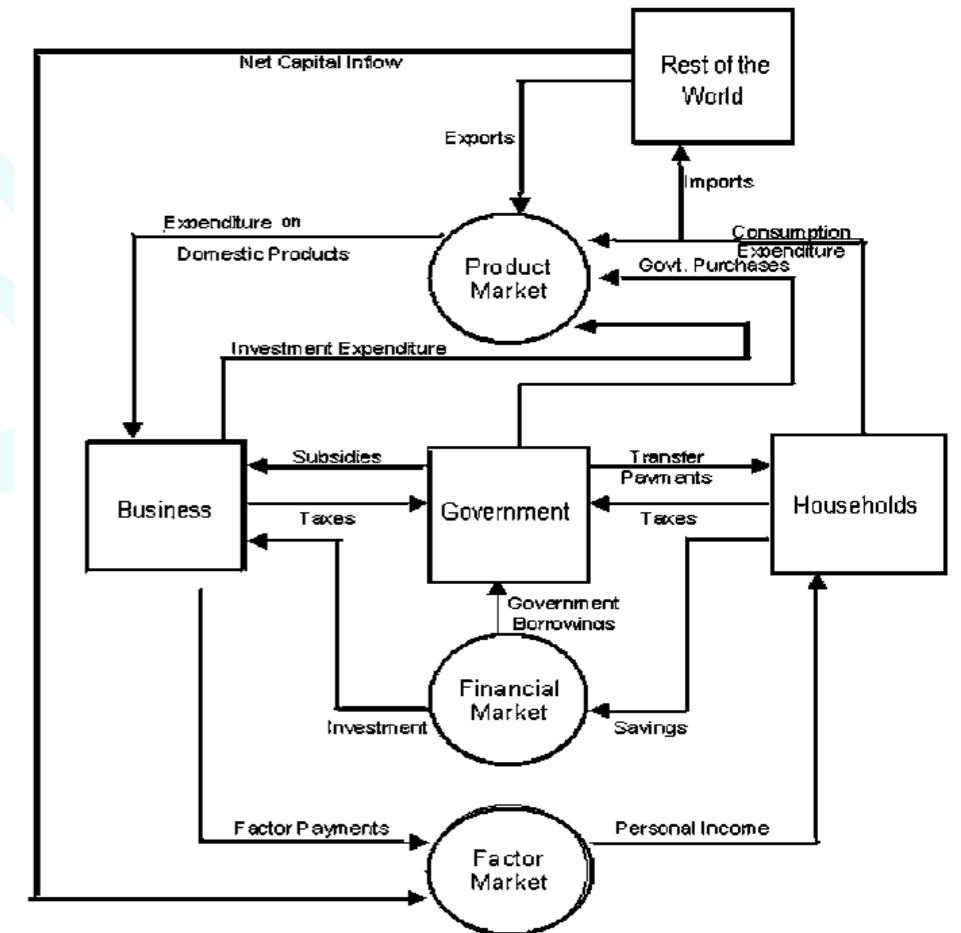 Rest of the
World
Net Capital Inflow
Exports
Imports
Expenditure on
Domestic Products
Product
Market
Consumption
Expenditure
Govt. Purchases
Investment Expenditure
Business
Subsidies
Taxes
Government
Transfer
Payments
Taxes
Households
Government
Borrowings
Financial
Market
Investment
Savings
Factor Payments
Factor
Market
Personal Income